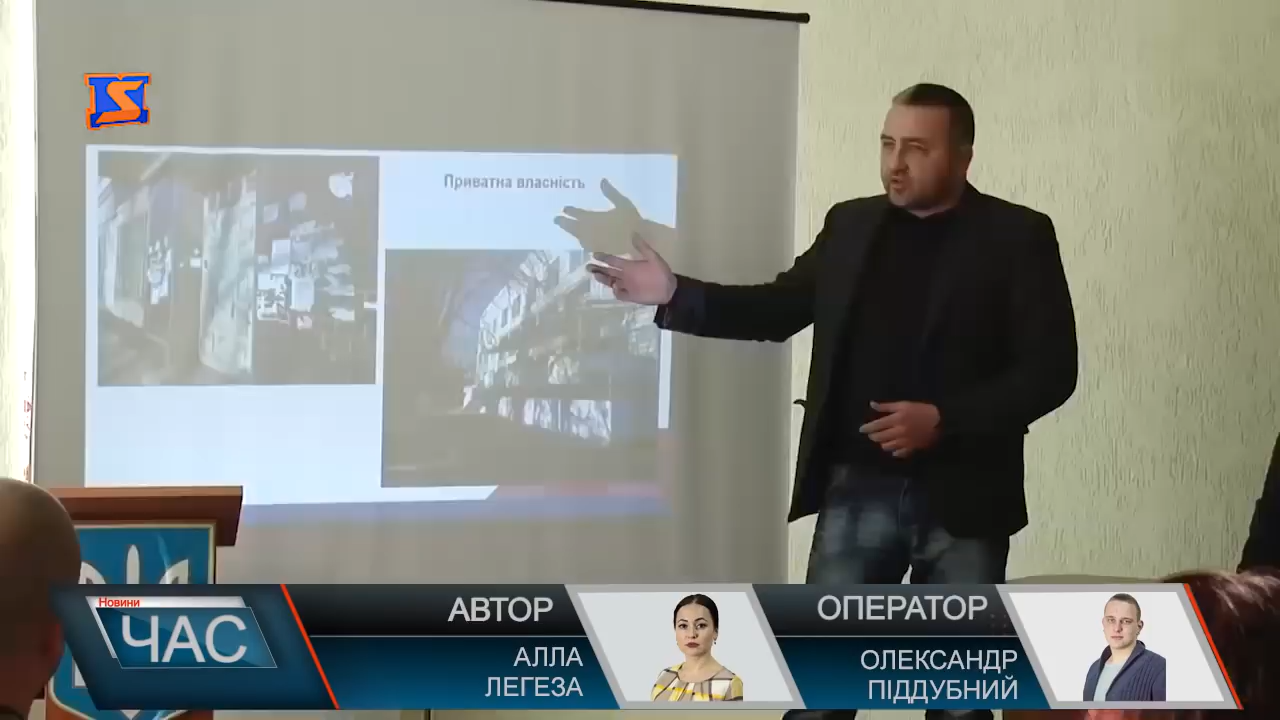 Приватна власність
Новини
ЧАС
АВТОР
АЛЛА
ЛЕГЕЗА
ОПЕРАТОР
ОЛЕКСАНДР
ПІДДУБНИЙ